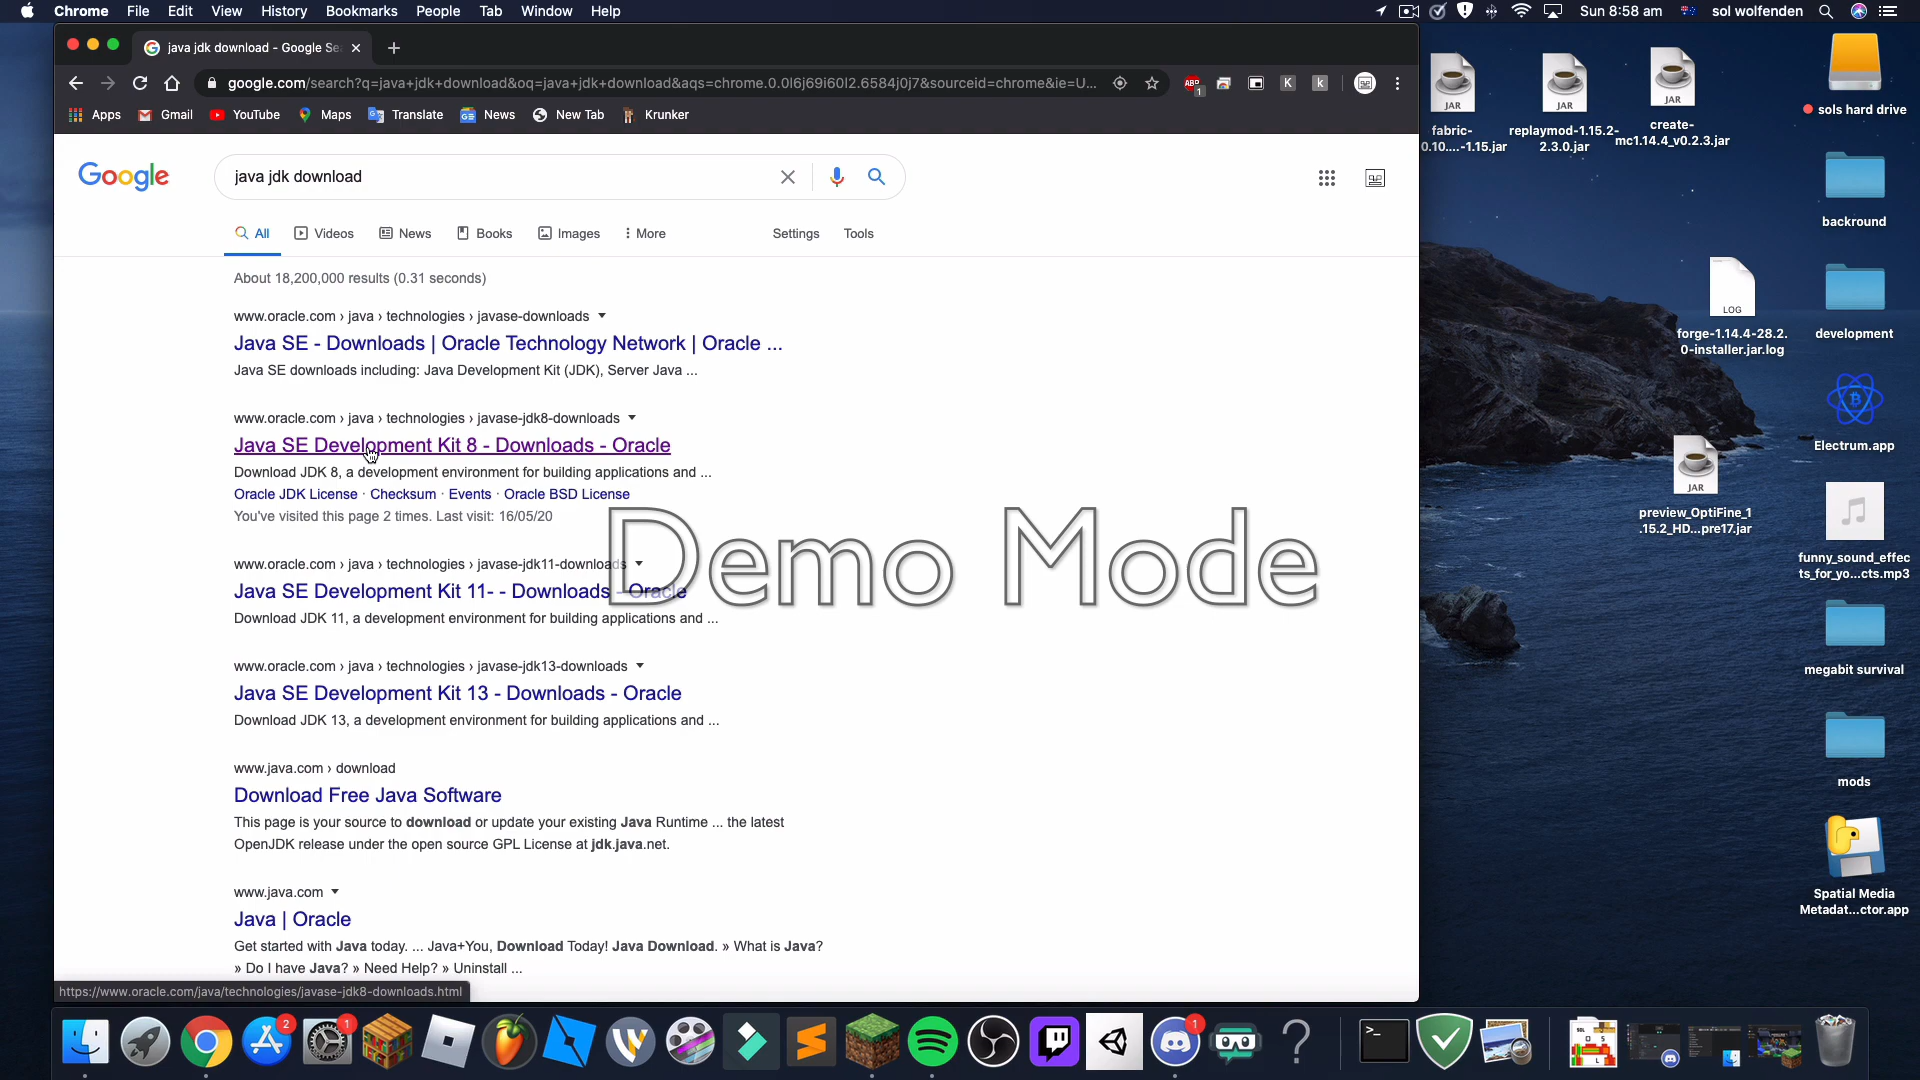 Chrome File Edit View History Bookmarks People Tab Window Help
Sun 8:58 am sol wolfenden
java jdk download - Google Se
google.com/search?q=java+jdk+download&oq=java+jdk+download&aqs=chrome.0.0l6j69i60l2.6584j0j7&sourceid=chrome&ie=U...
ABP 1 K k
Apps Gmail YouTube Maps Translate News New Tab Krunker
Google
java jdk download
All Videos News Books Images More Settings Tools
About 18,200,000 results (0.31 seconds)
www.oracle.com › java › technologies › javase-downloads
Java SE - Downloads | Oracle Technology Network | Oracle ...
Java SE downloads including: Java Development Kit (JDK), Server Java ...
www.oracle.com › java › technologies › javase-jdk8-downloads
Java SE Development Kit 8 - Downloads - Oracle
Download JDK 8, a development environment for building applications and ...
Oracle JDK License · Checksum · Events · Oracle BSD License
You've visited this page 2 times. Last visit: 16/05/20
Demo Mode
www.oracle.com › java › technologies › javase-jdk11-downloads
Java SE Development Kit 11- - Downloads - Oracle
Download JDK 11, a development environment for building applications and ...
www.oracle.com › java › technologies › javase-jdk13-downloads
Java SE Development Kit 13 - Downloads - Oracle
Download JDK 13, a development environment for building applications and ...
www.java.com › download
Download Free Java Software
This page is your source to download or update your existing Java Runtime ... the latest
OpenJDK release under the open source GPL License at jdk.java.net.
www.java.com
Java | Oracle
Get started with Java today. ... Java+You, Download Today! Java Download. » What is Java?
» Do I have Java? » Need Help? » Uninstall ...
https://www.oracle.com/java/technologies/javase-jdk8-downloads.html
JAR
fabric-
0.10....-1.15.jar
JAR
replaymod-1.15.2-
2.3.0.jar
JAR
create-
mc1.14.4_v0.2.3.jar
sols hard drive
backround
LOG
forge-1.14.4-28.2.
0-installer.jar.log
development
Electrum.app
JAR
preview_OptiFine_1
.15.2_HD...pre17.jar
funny_sound_effec
ts_for_yo...cts.mp3
megabit survival
mods
Spatial Media
Metadat...ctor.app
2
1
1